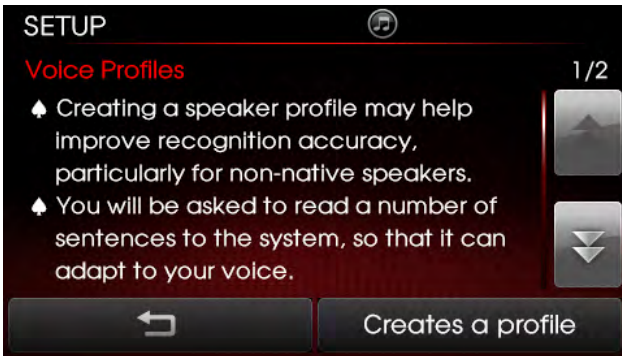 SETUP
Voice Profiles 1/2
♠ Creating a speaker profile may help
improve recognition accuracy,
particularly for non-native speakers.
♠ You will be asked to read a number of
sentences to the system, so that it can
adapt to your voice.
Creates a profile